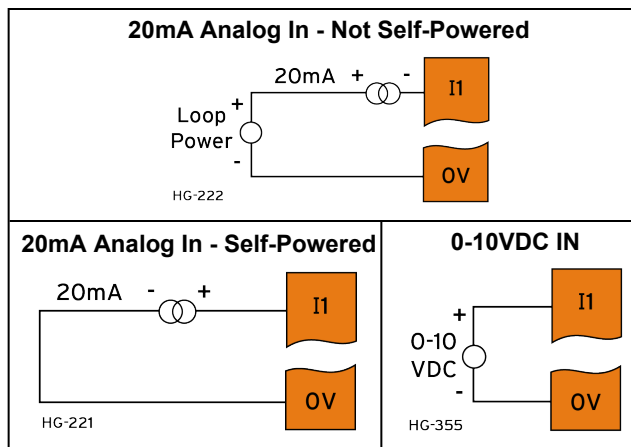 20mA Analog In - Not Self-Powered
20mA + -
I1
+
Loop
Power
-
0V
HG-222
20mA Analog In - Self-Powered
20mA - +
I1
0V
HG-221
0-10VDC IN
I1
+
0-10
VDC
-
0V
HG-355